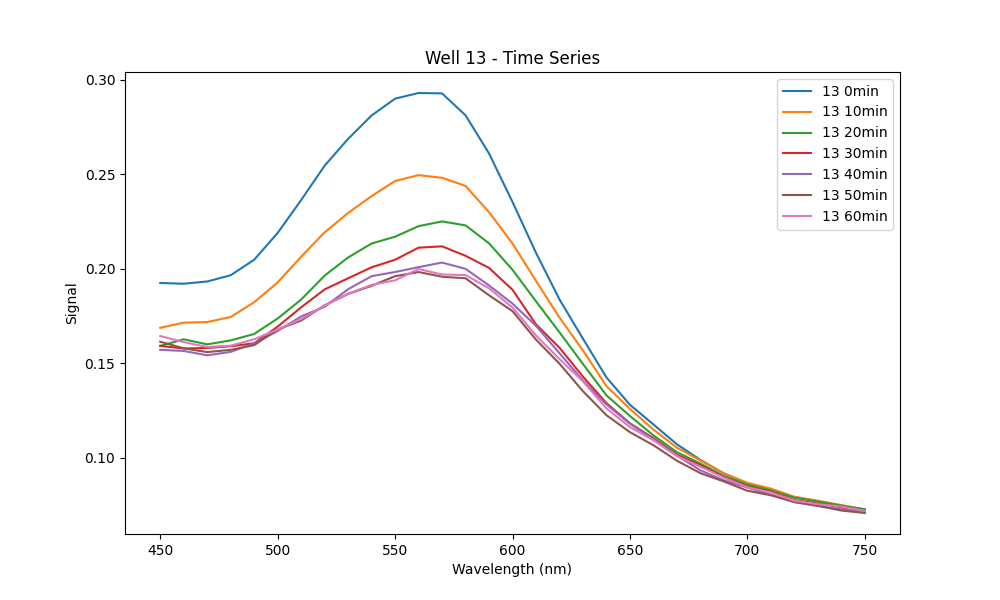 Well 13 - Time Series
Signal
0.30
0.25
0.20
0.15
0.10
13 0min
13 10min
13 20min
13 30min
13 40min
13 50min
13 60min
450 500 550 600 650 700 750
Wavelength (nm)